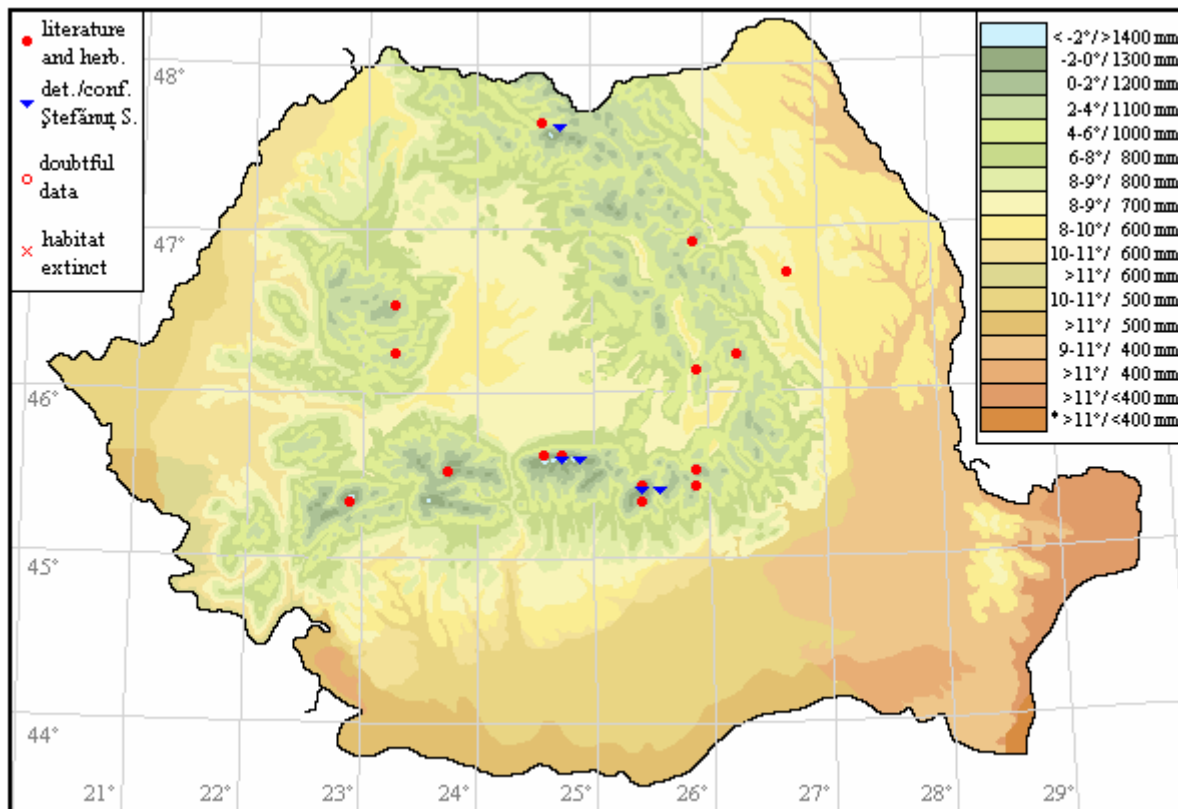 literature
and herb.
det./conf.
Ştefănuţ S.
doubtful
data
habitat
extinct
< -2°/>1400 mm
-2-0°/1300 mm
0-2°/1200 mm
2-4°/1100 mm
4-6°/1000 mm
6-8°/ 800 mm
8-9°/ 800 mm
8-9°/ 700 mm
8-10°/ 600 mm
10-11°/ 600 mm
>11°/ 600 mm
10-11°/ 500 mm
>11°/ 500 mm
9-11°/ 400 mm
>11°/ 400 mm
>11°/<400 mm
* >11°/<400 mm
48°
47°
46°
45°
44°
21°
22°
23°
24°
25°
26°
27°
28°
29°